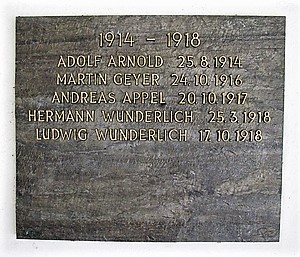 1914 - 1918
ADOLF ARNOLD 25.8.1914
MARTIN GEYER 24.10.1916
ANDREAS APPEL 20.10.1917
HERMANN WUNDERLICH 25.3.1918
LUDWIG WUNDERLICH 17.10.1918